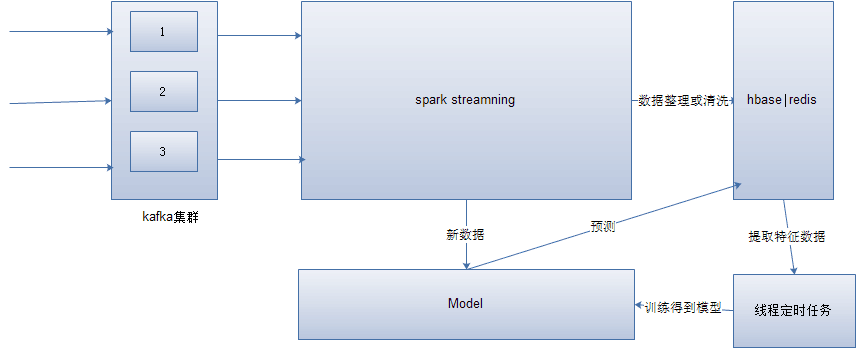 1
2
3
kafka集群
spark streamning
数据整理或清洗
hbase|redis
新数据
预测
提取特征数据
Model
训练得到模型
线程定时任务